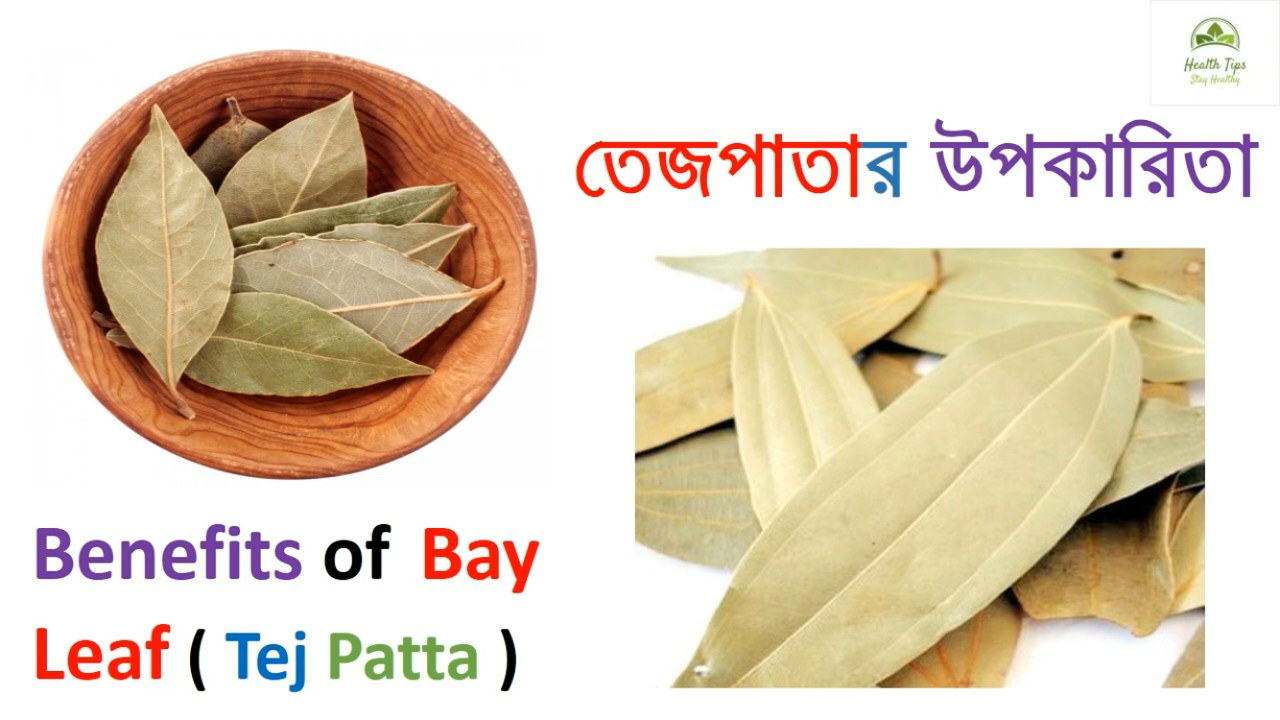 Health Tips
Stay Healthy
তেজপাতার উপকারিতা
Benefits of Bay
Leaf ( Tej Patta )